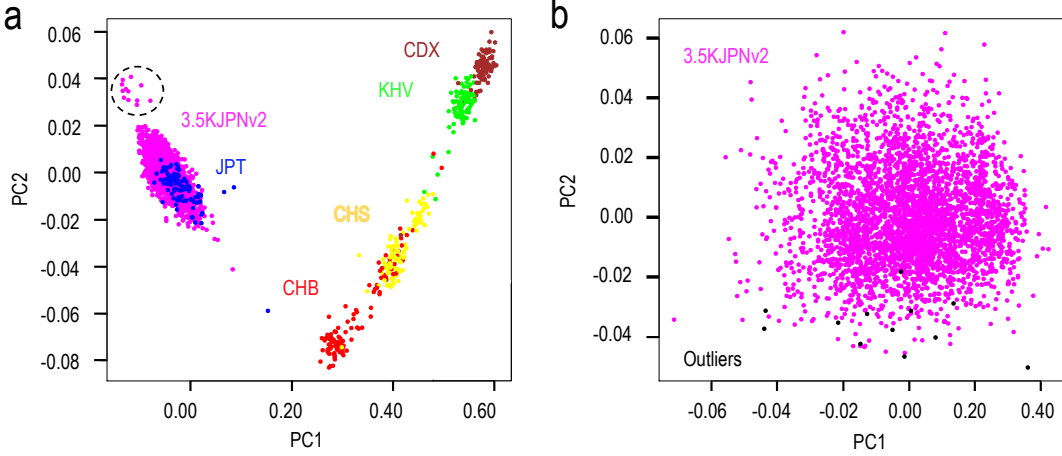 a
0.06
0.04
0.02
0.00
-0.02
-0.04
-0.06
-0.08
PC2
CDX
KHV
3.5KJPNv2
JPT
CHS
CHB
0.00 0.20 0.40 0.60
PC1
b
0.06
0.04
0.02
0.00
-0.02
-0.04
PC2
3.5KJPNv2
Outliers
-0.06 -0.04 -0.02 -0.00 0.20 0.40
PC1